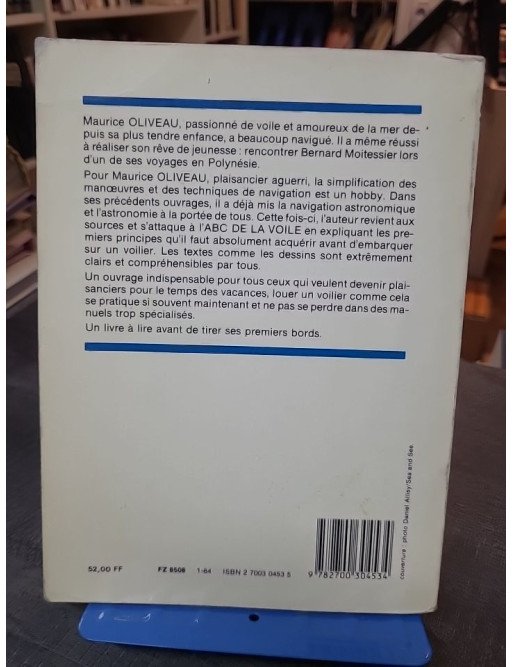 Maurice OLIVEAU, passionné de voile et amoureux de la mer de-
puis sa plus tendre enfance, a beaucoup navigué. Il a même réussi
à réaliser son rêve de jeunesse : rencontrer Bernard Moitessier lors
d'un de ses voyages en Polynésie.
Pour Maurice OLIVEAU, plaisancier aguerri, la simplification des
manœuvres et des techniques de navigation est un hobby. Dans
ses précédents ouvrages, il a déjà mis la navigation astronomique
et l'astronomie à la portée de tous. Cette fois-ci, l'auteur revient aux
sources et s'attaque à l'ABC DE LA VOILE en expliquant les pre-
miers principes qu'il faut absolument acquérir avant d'embarquer
sur un voilier. Les textes comme les dessins sont extrêmement
clairs et compréhensibles par tous.
Un ouvrage indispensable pour tous ceux qui veulent devenir plai-
sanciers pour le temps des vacances, louer un voilier comme cela
se pratique si souvent maintenant et ne pas se perdre dans des ma-
nuels trop spécialisés.
Un livre à lire avant de tirer ses premiers bords.
couverture : photo Daniel Allisy/Sea and See
52,00 FF FZ 8508 1-84 ISBN 2 7003 0453 5
9 782700 304534